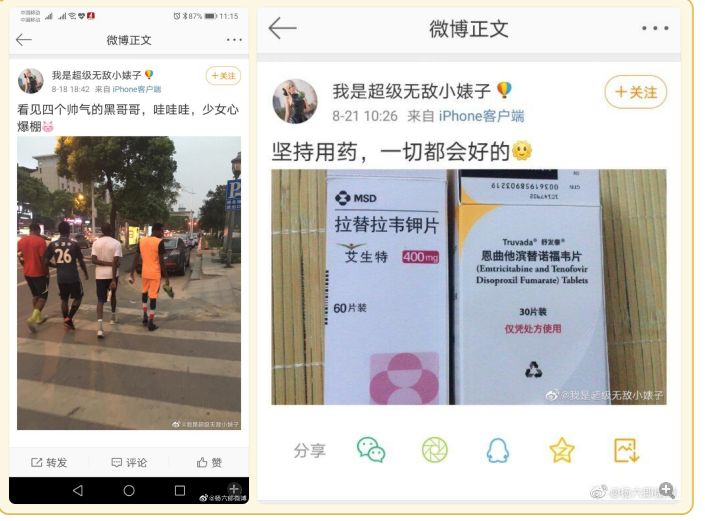 中国移动
中国移动
87%
11:15
微博正文
我是超级无敌小婊子
+关注
8-18 18:42 来自 iPhone客户端
看见四个帅气的黑哥哥，哇哇哇，少女心
爆棚
P
26
@我是超级无敌小婊子
转发
评论
赞
@杨六郎微博
微博正文
我是超级无敌小婊子
+关注
8-21 10:26 来自 iPhone客户端
坚持用药，一切都会好的
MSD
拉替拉韦钾片
艾生特
400mg
60片装
Truvada® 舒发泰®
恩曲他滨替诺福韦片
(Emtricitabine and Tenofovir
Disoproxil Fumarate) Tablets
30片装
仅凭处方使用
@我是超级无敌小婊子
分享